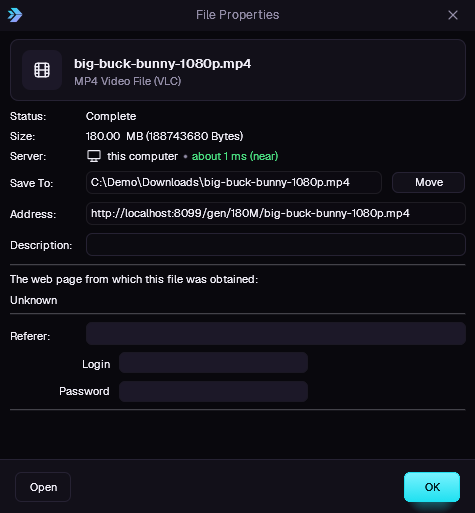 File Properties
big-buck-bunny-1080p.mp4
MP4 Video File (VLC)
Status: Complete
Size: 180.00 MB (188743680 Bytes)
Server: this computer • about 1 ms (near)
Save To: C:\Demo\Downloads\big-buck-bunny-1080p.mp4 Move
Address: http://localhost:8099/gen/180M/big-buck-bunny-1080p.mp4
Description:
The web page from which this file was obtained:
Unknown
Referer:
Login
Password
Open OK